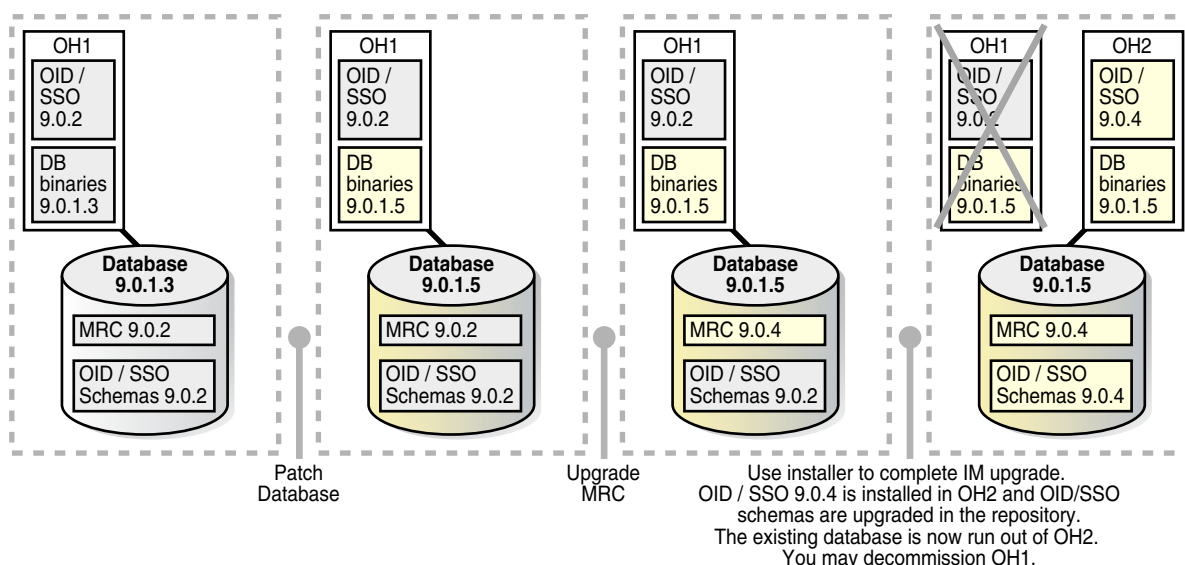 OH1
OID /
SSO
9.0.2
DB
binaries
9.0.1.3
Database
9.0.1.3
MRC 9.0.2
OID / SSO
Schemas 9.0.2
Patch
Database
OH1
OID /
SSO
9.0.2
DB
binaries
9.0.1.5
Database
9.0.1.5
MRC 9.0.2
OID / SSO
Schemas 9.0.2
Upgrade
MRC
OH1
OID /
SSO
9.0.2
DB
binaries
9.0.1.5
Database
9.0.1.5
MRC 9.0.4
OID / SSO
Schemas 9.0.2
Use installer to complete IM upgrade.
OID / SSO 9.0.4 is installed in OH2 and OID/SSO
schemas are upgraded in the repository.
The existing database is now run out of OH2.
You may decommission OH1.
OH1
OID /
SSO
9.0.2
DB
binaries
9.0.1.5
OH2
OID /
SSO
9.0.4
DB
binaries
9.0.1.5
Database
9.0.1.5
MRC 9.0.4
OID / SSO
Schemas 9.0.4